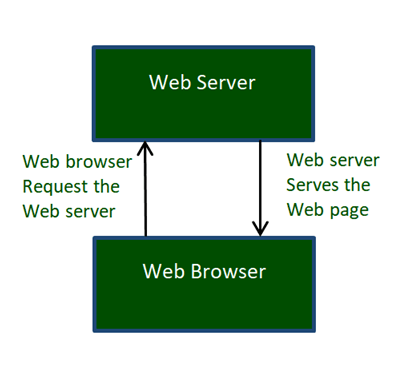 Web Server
Web browser
Request the
Web server
Web server
Serves the
Web page
Web Browser